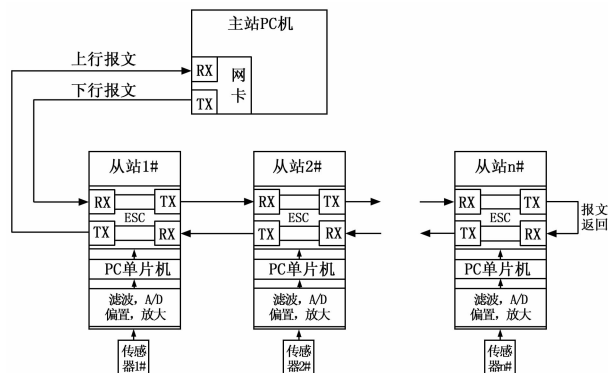 主站PC机
上行报文
RX
网
卡
下行报文
TX
从站1#
从站2#
从站n#
RX
TX
RX
TX
RX
TX
报文
返回
ESC
ESC
ESC
TX
RX
TX
RX
TX
RX
PC单片机
PC单片机
PC单片机
滤波，A/D
偏置，放大
滤波，A/D
偏置，放大
滤波，A/D
偏置，放大
传感
器1#
传感
器2#
传感
器n#